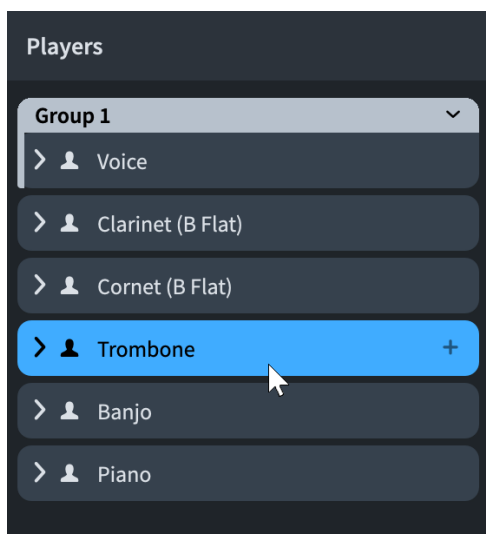 Players
Group 1
Voice
Clarinet (B Flat)
Cornet (B Flat)
Trombone +
Banjo
Piano